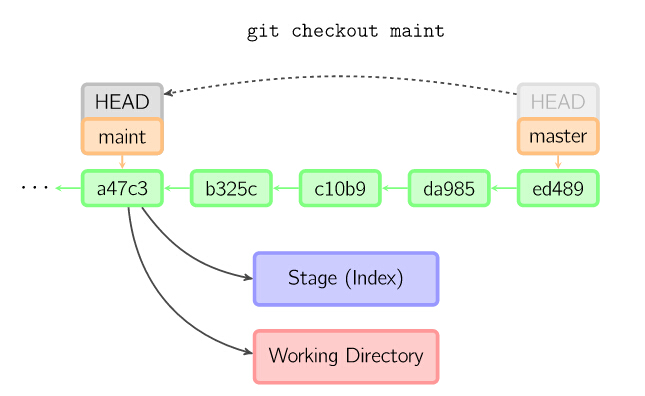 git checkout maint
HEAD
HEAD
maint
master
... a47c3 b325c c10b9 da985 ed489
Stage (Index)
Working Directory